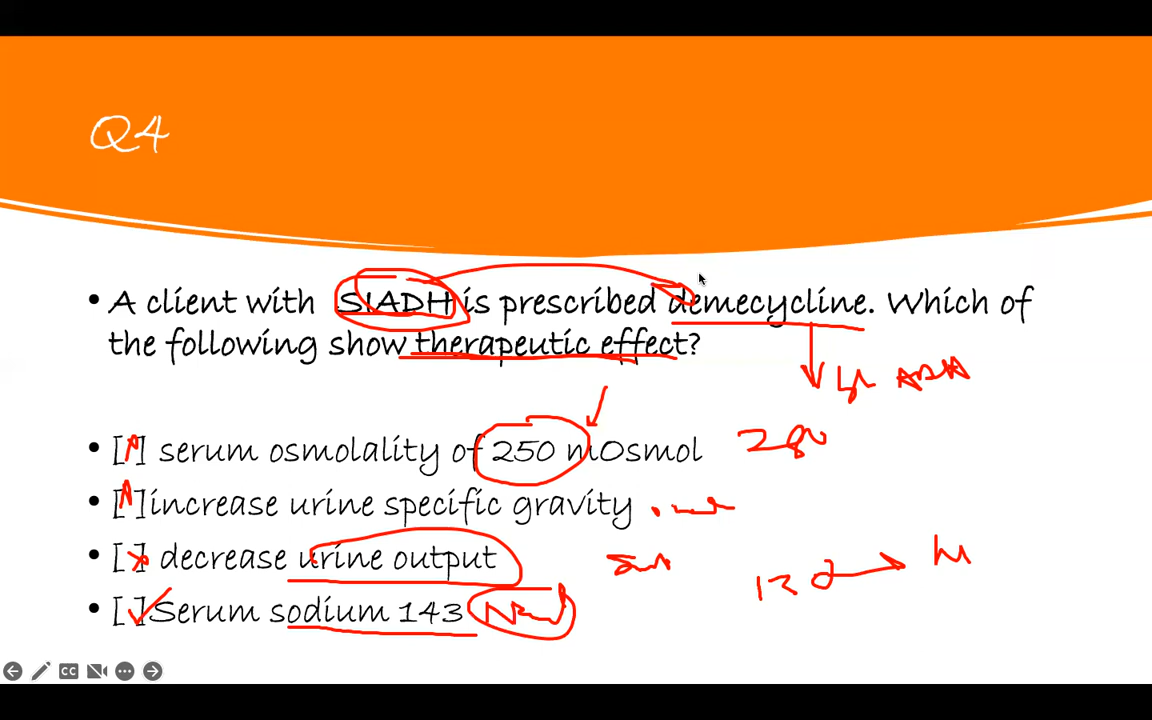 Q4
• A client with SIADH is prescribed demecycline. Which of
the following show therapeutic effect?
• [ ] serum osmolality of 250 mOsmol
• [ ] increase urine specific gravity
• [ ] decrease urine output
• [ ] Serum sodium 143
CC